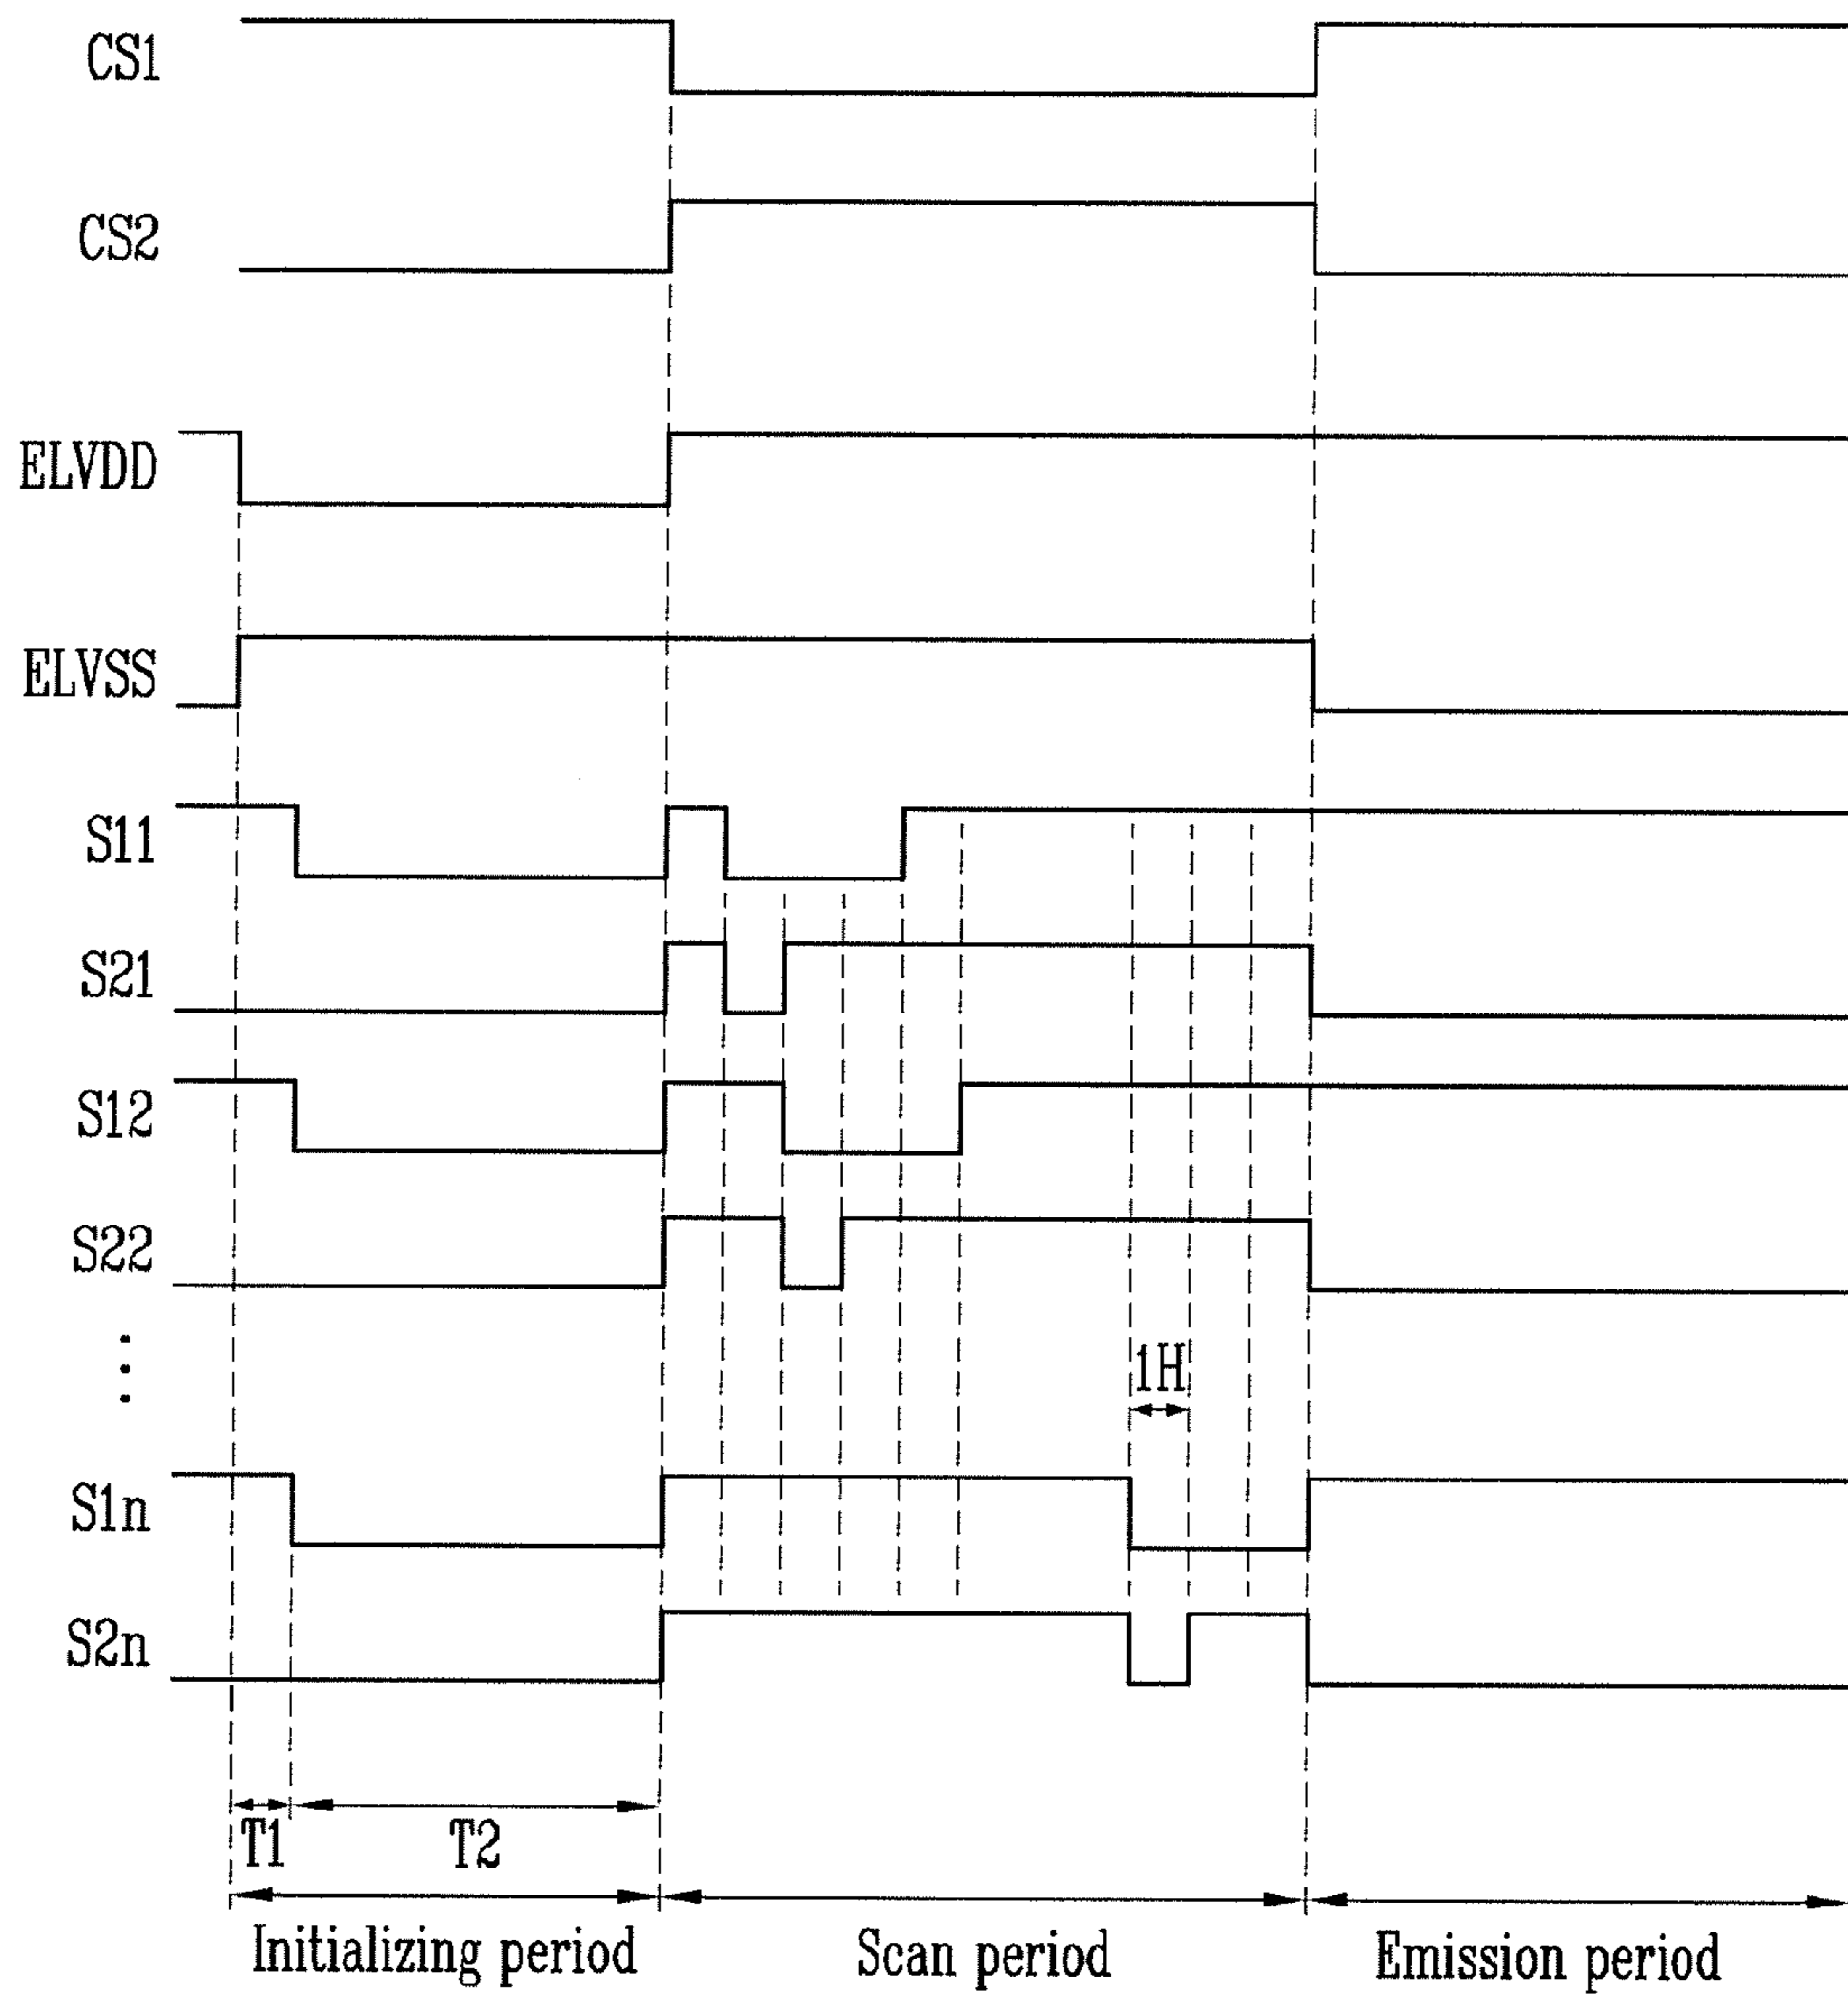 CS1
CS2
ELVDD
ELVSS
S11
S21
S12
S22
1H
S1n
S2n
T1 T2
Initializing period Scan period Emission period